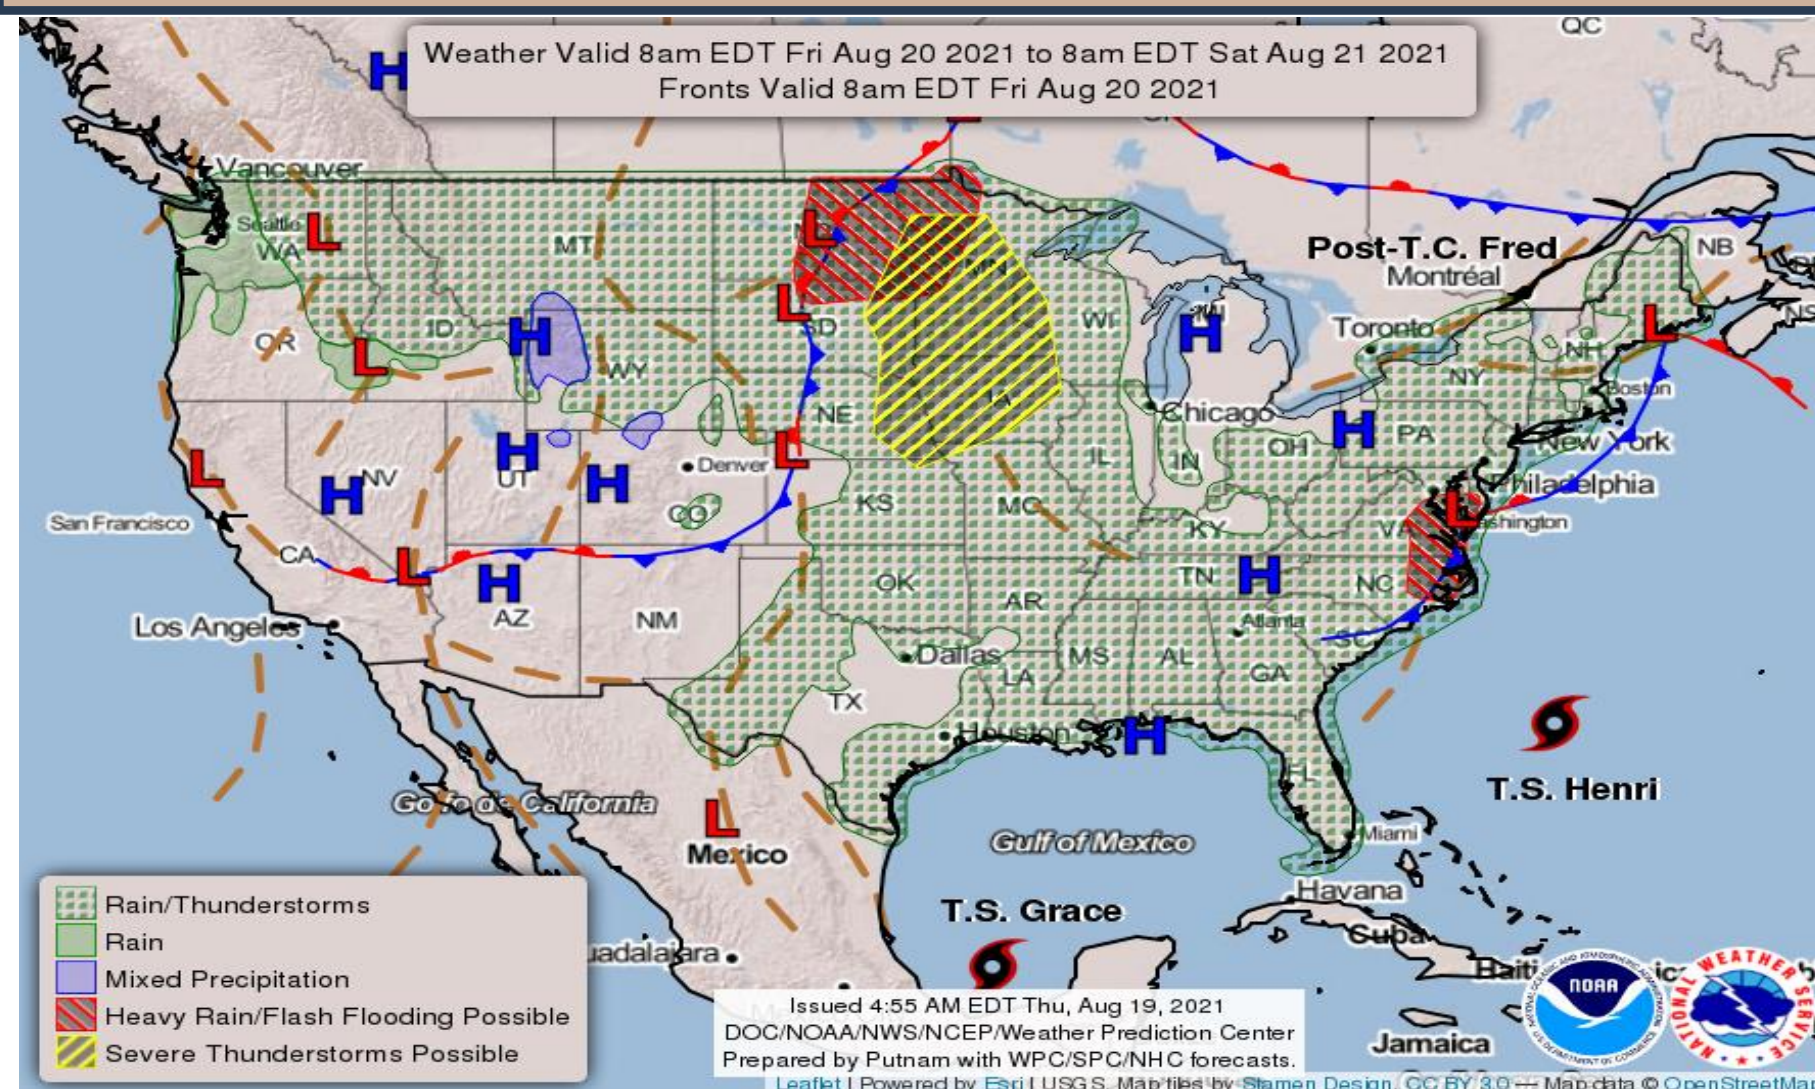 QC
H
Weather Valid 8am EDT Fri Aug 20 2021 to 8am EDT Sat Aug 21 2021
Fronts Valid 8am EDT Fri Aug 20 2021
Vancouver
Seattle
L
WA
MT
L
MN
Post-T.C. Fred
NB
Montréal
L
SD
WI
MI
H
Toronto
L
NS
OR
ID
H
L
WY
NH
NY
Boston
NE
IA
Chicago
H
PA
New York
L
H
NV
H
UT
H
Denver
L
IL
IN
OH
Philadelphia
San Francisco
CO
KS
MO
KY
VA
L
CA
L
H
AZ
NM
OK
AR
TN
H
NC
Los Angeles
Atlanta
SC
Dallas
MS
AL
GA
LA
TX
Houston
H
FL
T.S. Henri
Golfo de California
L
Mexico
Gulf of Mexico
Miami
Havana
T.S. Grace
Cuba
Haiti
Jamaica
Rain/Thunderstorms
Rain
Mixed Precipitation
Heavy Rain/Flash Flooding Possible
Severe Thunderstorms Possible
uadalajara
Issued 4:55 AM EDT Thu, Aug 19, 2021
DOC/NOAA/NWS/NCEP/Weather Prediction Center
Prepared by Putnam with WPC/SPC/NHC forecasts.
Leaflet | Powered by Esri | USGS, Map tiles by Stamen Design, CC BY 3.0 — Map data © OpenStreetMap
NOAA
NATIONAL WEATHER SERVICE